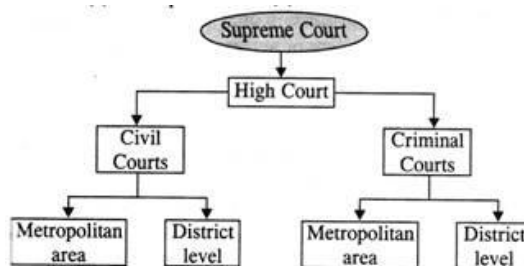 Supreme Court
High Court
Civil
Courts
Criminal
Courts
Metropolitan
area
District
level
Metropolitan
area
District
level